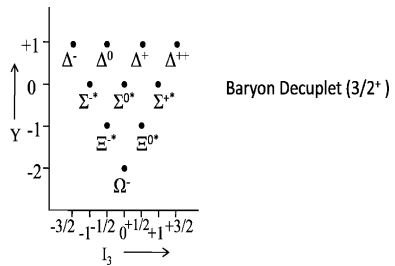 +1
Δ⁻ Δ⁰ Δ⁺ Δ⁺⁺
0
Σ⁻* Σ⁰* Σ⁺*
Baryon Decuplet (3/2⁺ )
-1
Y
Ξ⁻* Ξ⁰*
-2
Ω⁻
-3/2 -1 -1/2 0 +1/2 +1 +3/2
I₃